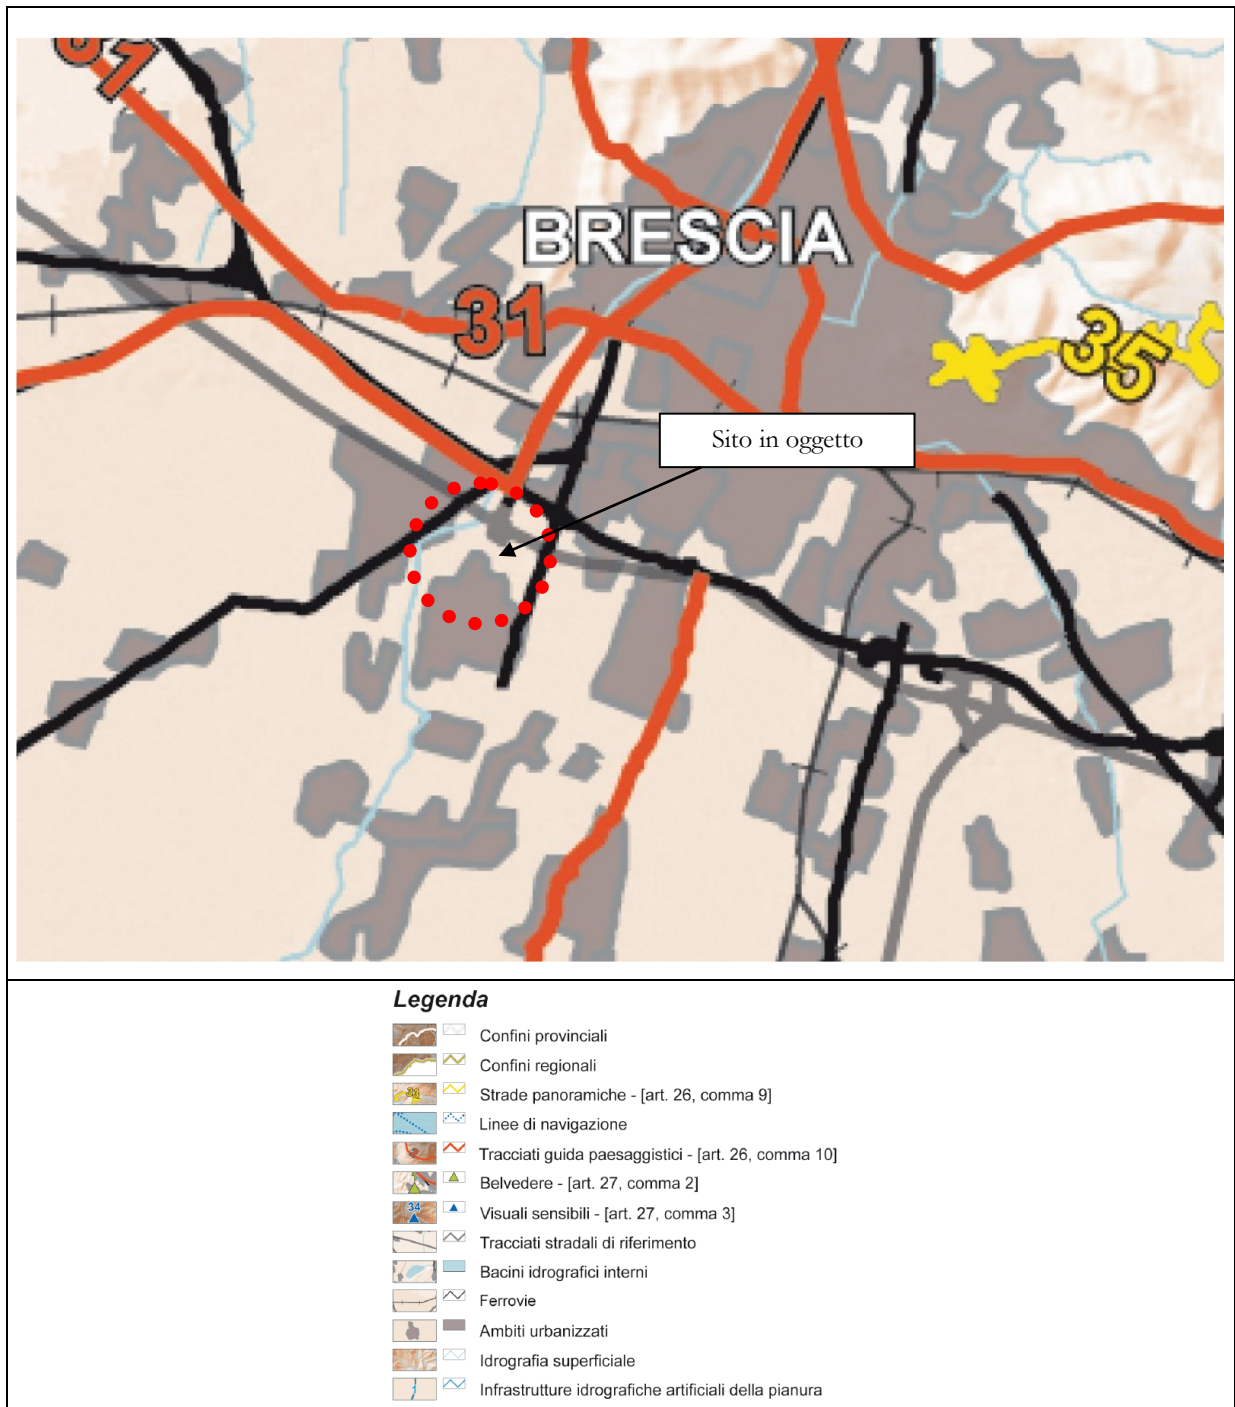 31
BRESCIA
31
35
Sito in oggetto
Legenda
Confini provinciali
Confini regionali
31
Strade panoramiche - [art. 26, comma 9]
Linee di navigazione
Tracciati guida paesaggistici - [art. 26, comma 10]
Belvedere - [art. 27, comma 2]
34
Visuali sensibili - [art. 27, comma 3]
Tracciati stradali di riferimento
Bacini idrografici interni
Ferrovie
Ambiti urbanizzati
Idrografia superficiale
Infrastrutture idrografiche artificiali della pianura